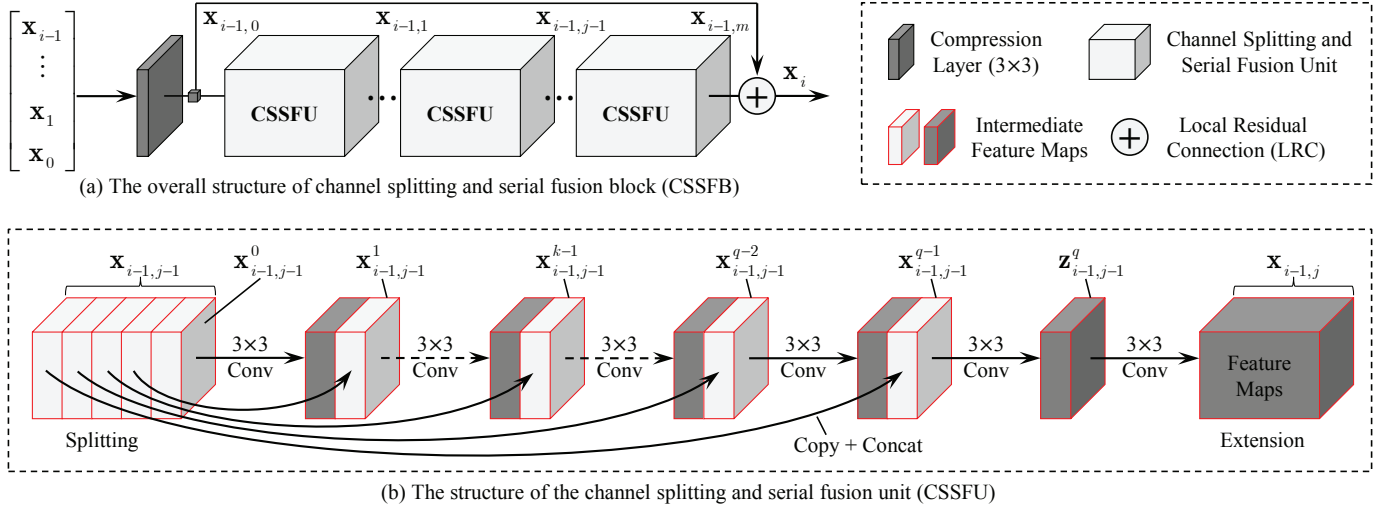 x_{i−1}
⋮
x_1
x_0
x_{i−1,0} x_{i−1,1} x_{i−1,j−1} x_{i−1,m}
CSSFU ••• CSSFU ••• CSSFU + x_i
(a) The overall structure of channel splitting and serial fusion block (CSSFB)
Compression
Layer (3×3)
Channel Splitting and
Serial Fusion Unit
Intermediate
Feature Maps
+
Local Residual
Connection (LRC)
x_{i−1,j−1} x^0_{i−1,j−1} x^1_{i−1,j−1} x^{k−1}_{i−1,j−1} x^{q−2}_{i−1,j−1} x^{q−1}_{i−1,j−1} z^q_{i−1,j−1} x_{i−1,j}
3×3 3×3 3×3 3×3 3×3 3×3
Conv Conv Conv Conv Conv Conv
Feature
Maps
Splitting
Copy + Concat
Extension
(b) The structure of the channel splitting and serial fusion unit (CSSFU)